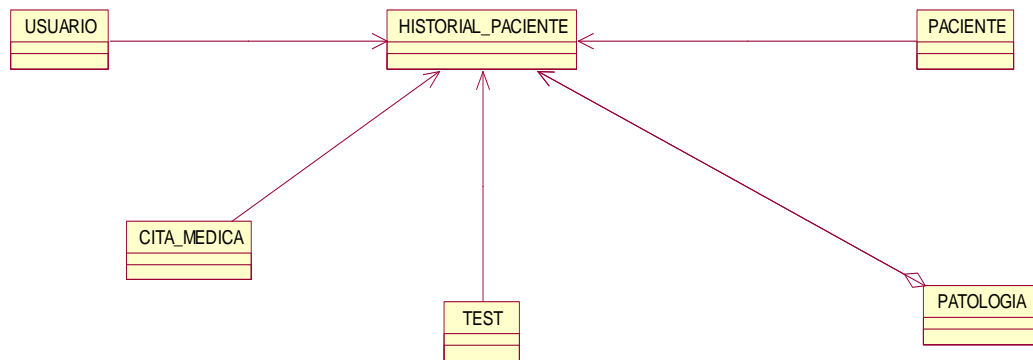 USUARIO
HISTORIAL_PACIENTE
PACIENTE
CITA_MEDICA
TEST
PATOLOGIA